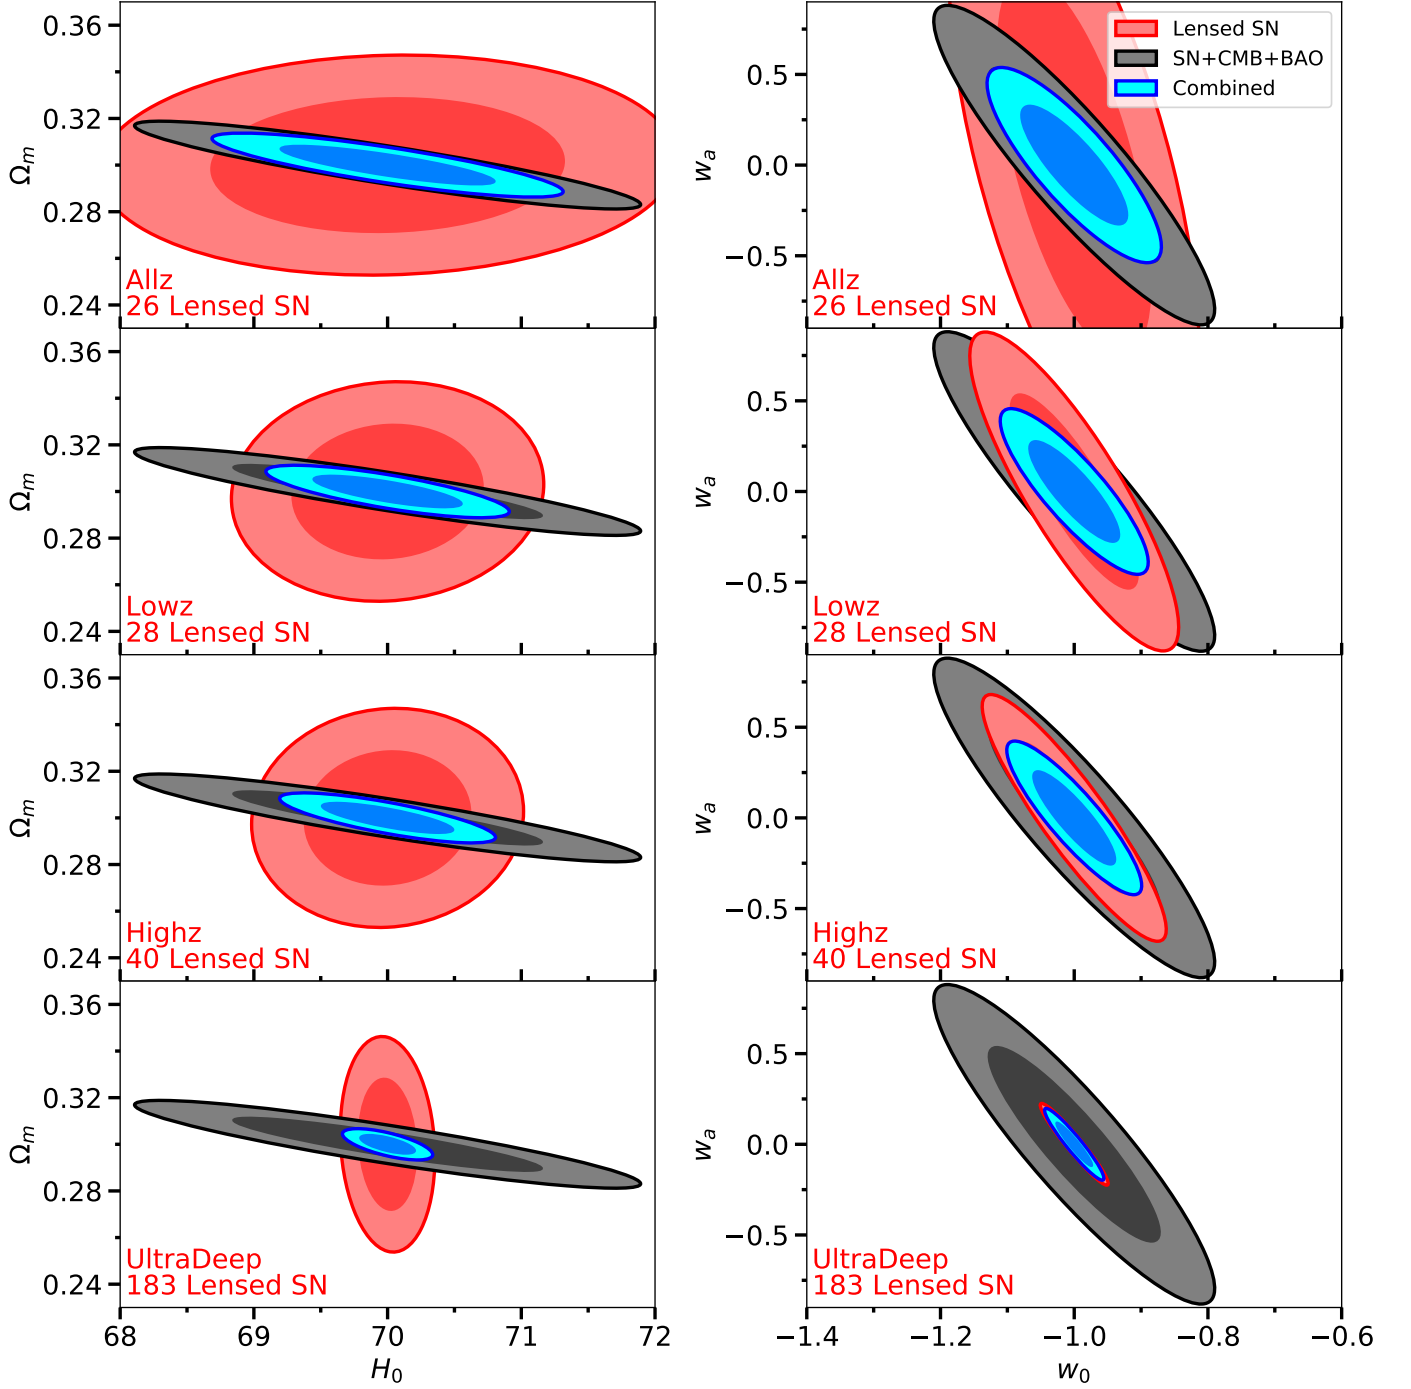 0.36
0.32
0.28
0.24
Ωm
Allz
26 Lensed SN
0.5
0.0
−0.5
wa
Lensed SN
SN+CMB+BAO
Combined
Allz
26 Lensed SN
0.36
0.32
0.28
0.24
Ωm
Lowz
28 Lensed SN
0.5
0.0
−0.5
wa
Lowz
28 Lensed SN
0.36
0.32
0.28
0.24
Ωm
Highz
40 Lensed SN
0.5
0.0
−0.5
wa
Highz
40 Lensed SN
0.36
0.32
0.28
0.24
Ωm
UltraDeep
183 Lensed SN
68 69 70 71 72
H0
0.5
0.0
−0.5
wa
UltraDeep
183 Lensed SN
−1.4 −1.2 −1.0 −0.8 −0.6
w0